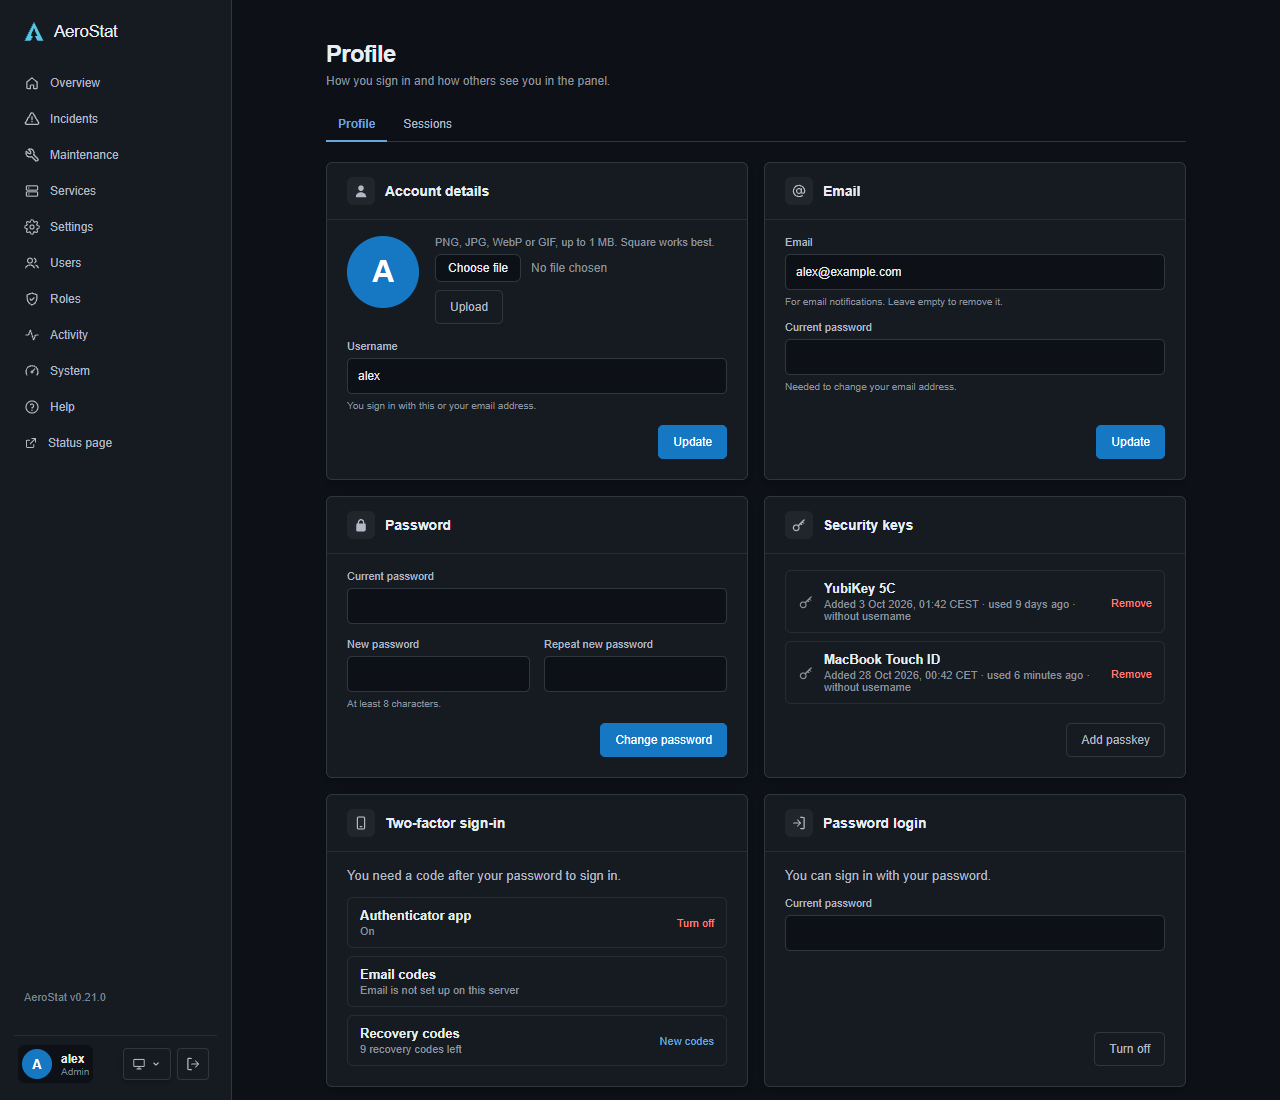 AeroStat
Overview
Incidents
Maintenance
Services
Settings
Users
Roles
Activity
System
Help
Status page
AeroStat v0.21.0
A
alex
Admin
Profile
How you sign in and how others see you in the panel.
Profile
Sessions
Account details
A
PNG, JPG, WebP or GIF, up to 1 MB. Square works best.
Choose file
No file chosen
Upload
Username
alex
You sign in with this or your email address.
Update
Email
Email
alex@example.com
For email notifications. Leave empty to remove it.
Current password
Needed to change your email address.
Update
Password
Current password
New password
Repeat new password
At least 8 characters.
Change password
Security keys
YubiKey 5C
Added 3 Oct 2026, 01:42 CEST · used 9 days ago ·
without username
Remove
MacBook Touch ID
Added 28 Oct 2026, 00:42 CET · used 6 minutes ago ·
without username
Remove
Add passkey
Two-factor sign-in
You need a code after your password to sign in.
Authenticator app
On
Turn off
Email codes
Email is not set up on this server
Recovery codes
9 recovery codes left
New codes
Password login
You can sign in with your password.
Current password
Turn off